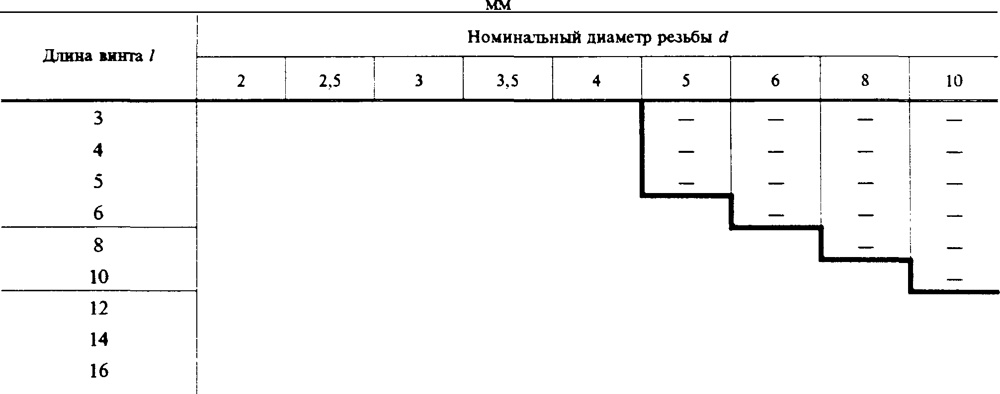 мм
Длина винта l
Номинальный диаметр резьбы d
2 2,5 3 3,5 4 5 6 8 10
3 — — — —
4 — — — —
5 — — — —
6 — — —
8 — —
10 —
12
14
16